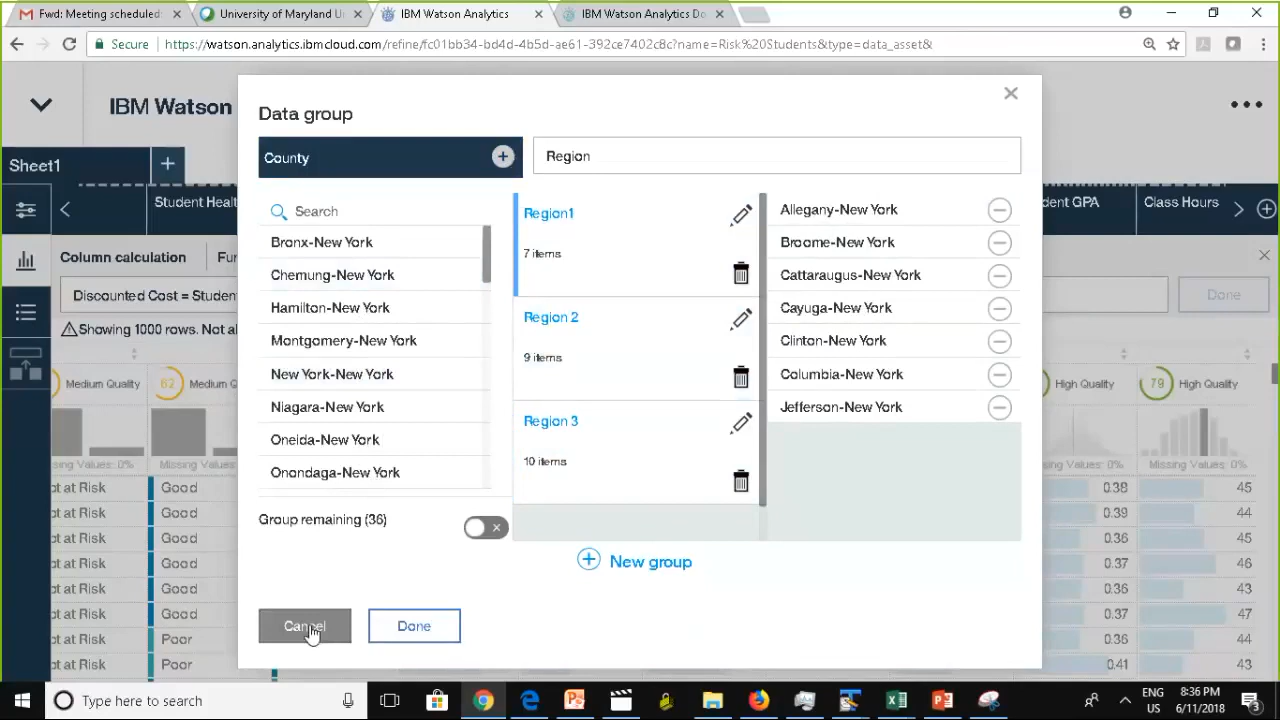 Fwd: Meeting scheduled:
University of Maryland Un
IBM Watson Analytics
IBM Watson Analytics Do
Secure
https://watson.analytics.ibmcloud.com/refine/fc01bb34-bd4d-4b5d-ae61-392ce7402c8c?name=Risk%20Students&type=data_asset&
IBM Watson
Sheet1
Student Healt
dent GPA
Class Hours
Column calculation
Fun
Discounted Cost = Student
Done
Showing 1000 rows. Not al
Medium Quality
62
Medium Q
High Quality
79
High Quality
sing Values: 0%
Missing Values
ng Values: 0%
Missing Values: 0%
ot at Risk Good 0.38 45
ot at Risk Good 0.39 44
ot at Risk Good 0.36 45
ot at Risk Good 0.37 46
ot at Risk Good 0.36 43
ot at Risk Good 0.37 47
ot at Risk Poor 0.36 44
ot at Risk Poor 0.41 43
Data group
County
Region
Search
Bronx-New York
Chemung-New York
Hamilton-New York
Montgomery-New York
New York-New York
Niagara-New York
Oneida-New York
Onondaga-New York
Group remaining (36)
Region1
7 items
Region 2
9 items
Region 3
10 items
Allegany-New York
Broome-New York
Cattaraugus-New York
Cayuga-New York
Clinton-New York
Columbia-New York
Jefferson-New York
New group
Cancel
Done
Type here to search
ENG
US
8:36 PM
6/11/2018
3